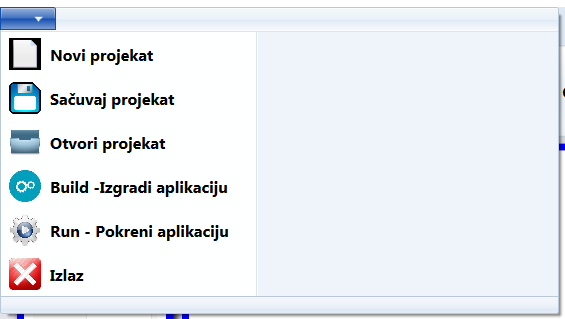 Novi projekat
Sačuvaj projekat
Otvori projekat
Build -Izgradi aplikaciju
Run - Pokreni aplikaciju
Izlaz